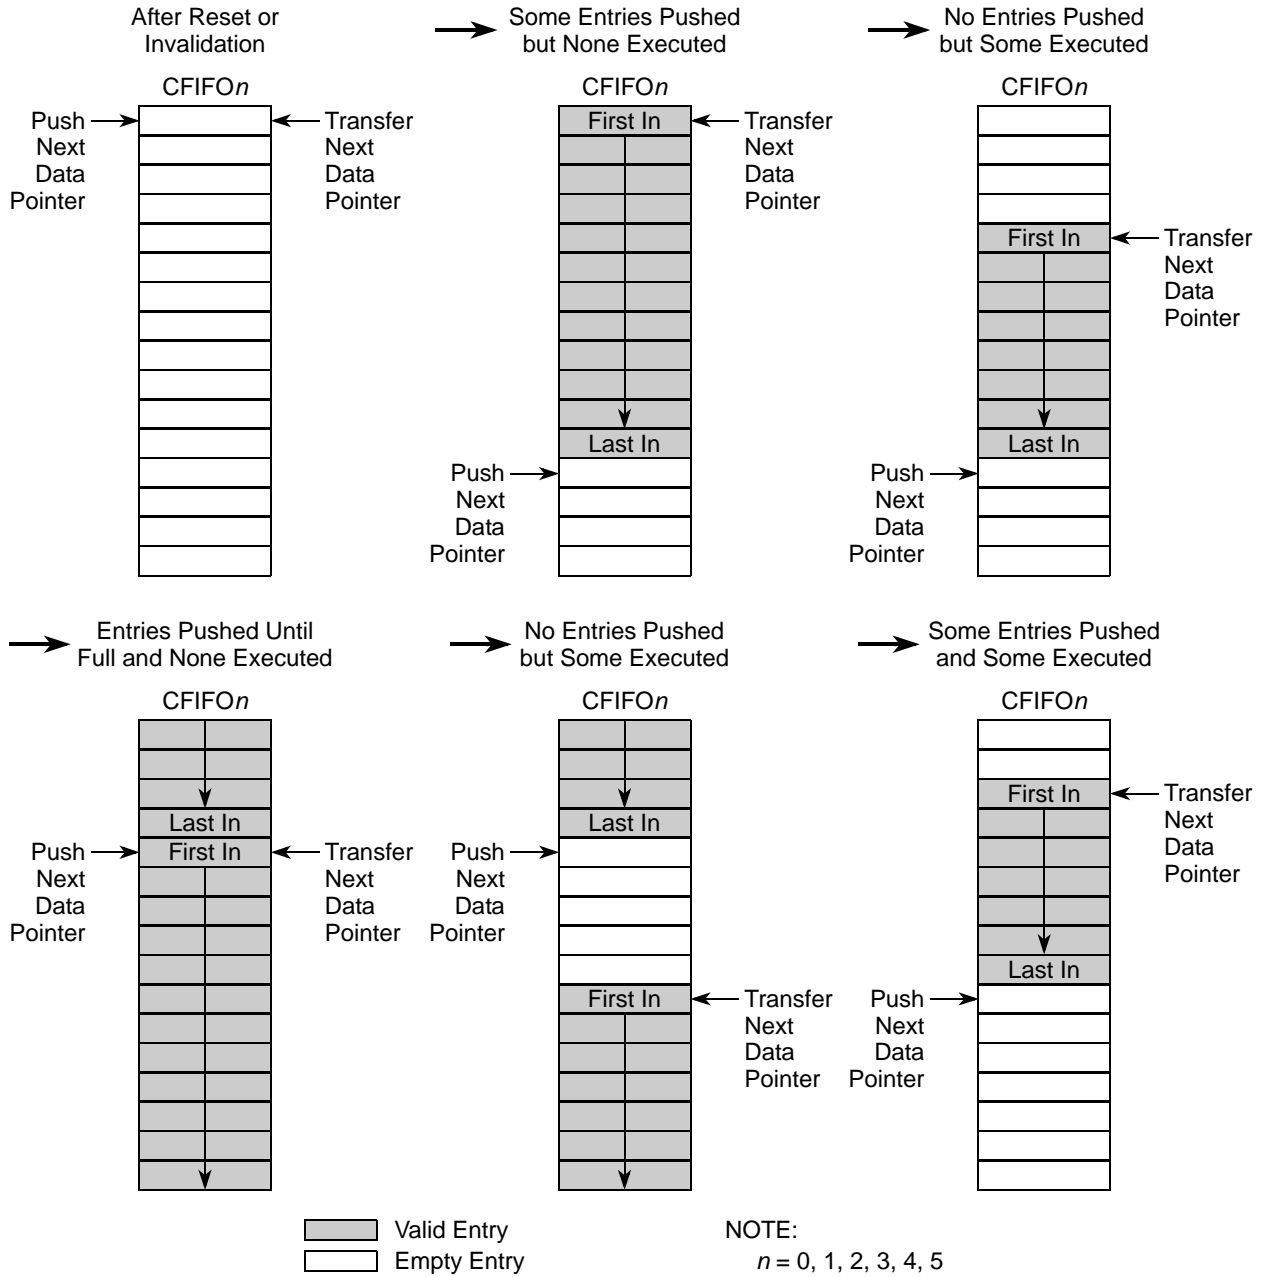 After Reset or
Invalidation
CFIFOn
Push
Next
Data
Pointer
Transfer
Next
Data
Pointer
Some Entries Pushed
but None Executed
CFIFOn
First In
Last In
Transfer
Next
Data
Pointer
Push
Next
Data
Pointer
No Entries Pushed
but Some Executed
CFIFOn
First In
Last In
Transfer
Next
Data
Pointer
Push
Next
Data
Pointer
Entries Pushed Until
Full and None Executed
CFIFOn
Last In
First In
Push
Next
Data
Pointer
Transfer
Next
Data
Pointer
No Entries Pushed
but Some Executed
CFIFOn
Last In
Push
Next
Data
Pointer
First In
Transfer
Next
Data
Pointer
Some Entries Pushed
and Some Executed
CFIFOn
First In
Transfer
Next
Data
Pointer
Last In
Push
Next
Data
Pointer
Valid Entry
Empty Entry
NOTE:
n = 0, 1, 2, 3, 4, 5